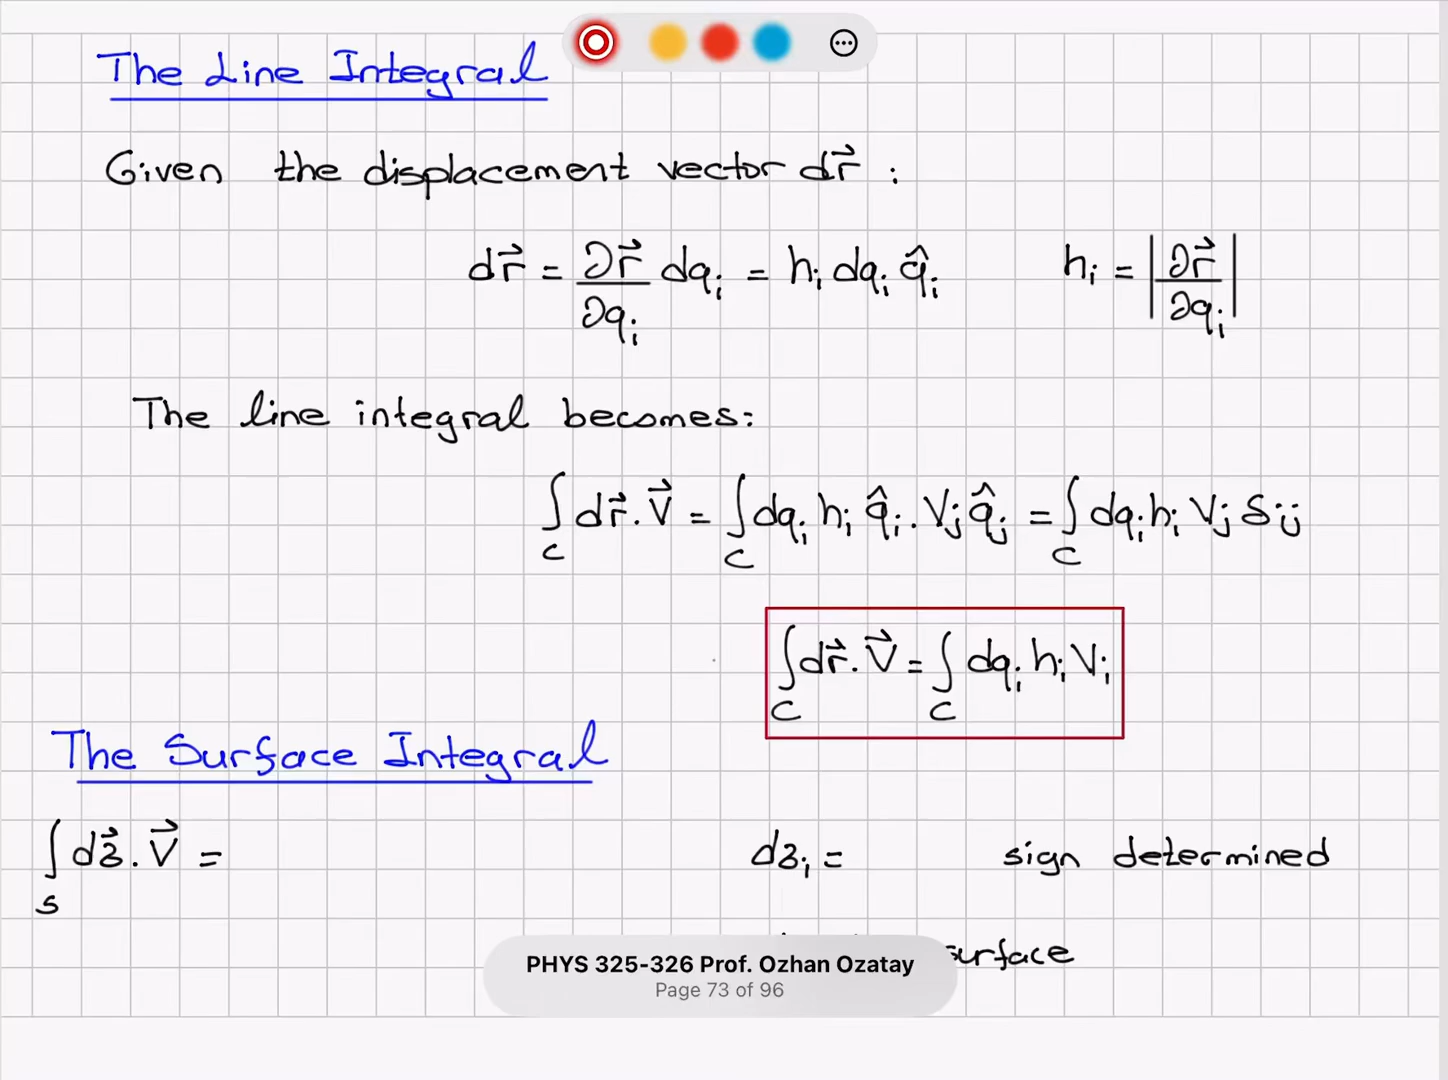 The Line Integral
Given the displacement vector dr⃗ :
dr⃗ = ∂r⃗/∂qᵢ dqᵢ = hᵢ dqᵢ q̂ᵢ    hᵢ = |∂r⃗/∂qᵢ|
The line integral becomes:
∫_C dr⃗ . V⃗ = ∫_C dqᵢ hᵢ q̂ᵢ . Vⱼ q̂ⱼ = ∫_C dqᵢ hᵢ Vⱼ δᵢⱼ
∫_C dr⃗ . V⃗ = ∫_C dqᵢ hᵢ Vᵢ
The Surface Integral
∫_S dσ⃗ . V⃗ =    dσᵢ =    sign determined
surface
PHYS 325-326 Prof. Ozhan Ozatay
Page 73 of 96